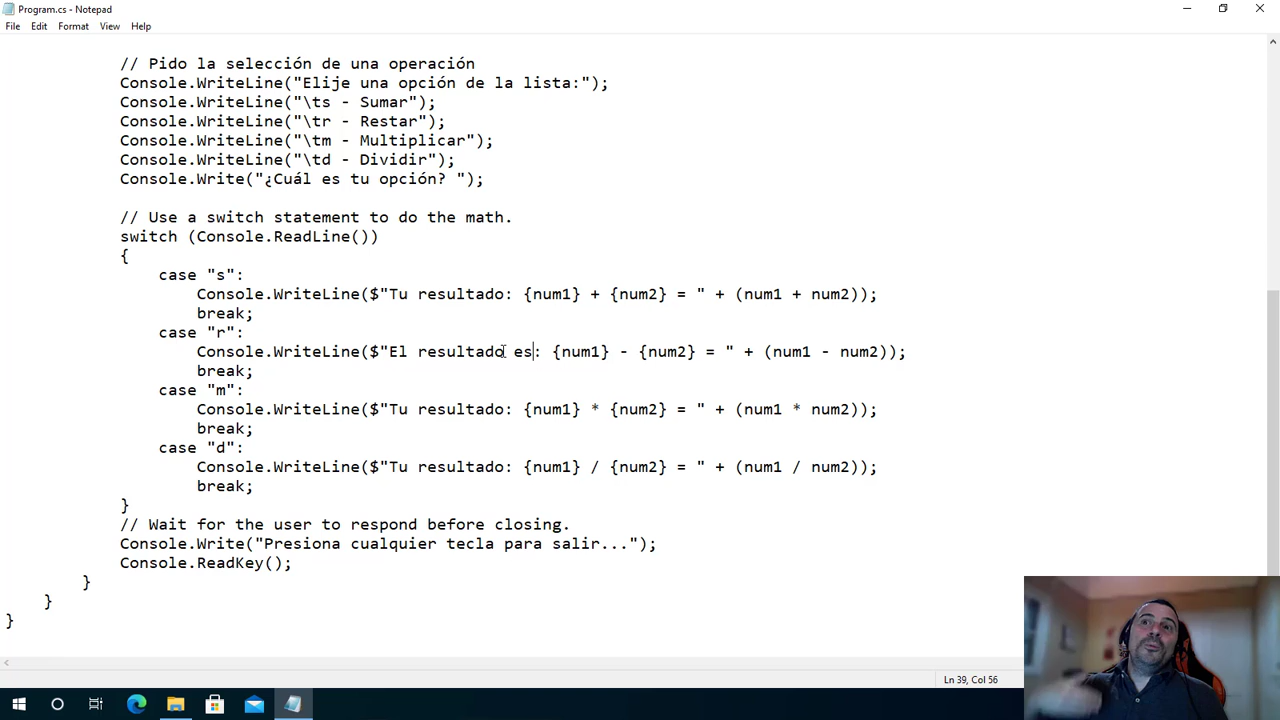 Program.cs - Notepad
File Edit Format View Help
// Pido la selección de una operación
Console.WriteLine("Elije una opción de la lista:");
Console.WriteLine("\ts - Sumar");
Console.WriteLine("\tr - Restar");
Console.WriteLine("\tm - Multiplicar");
Console.WriteLine("\td - Dividir");
Console.Write("¿Cuál es tu opción? ");
// Use a switch statement to do the math.
switch (Console.ReadLine())
{
case "s":
Console.WriteLine($"Tu resultado: {num1} + {num2} = " + (num1 + num2));
break;
case "r":
Console.WriteLine($"El resultado es: {num1} - {num2} = " + (num1 - num2));
break;
case "m":
Console.WriteLine($"Tu resultado: {num1} * {num2} = " + (num1 * num2));
break;
case "d":
Console.WriteLine($"Tu resultado: {num1} / {num2} = " + (num1 / num2));
break;
}
// Wait for the user to respond before closing.
Console.Write("Presiona cualquier tecla para salir...");
Console.ReadKey();
}
}
}
Ln 39, Col 56